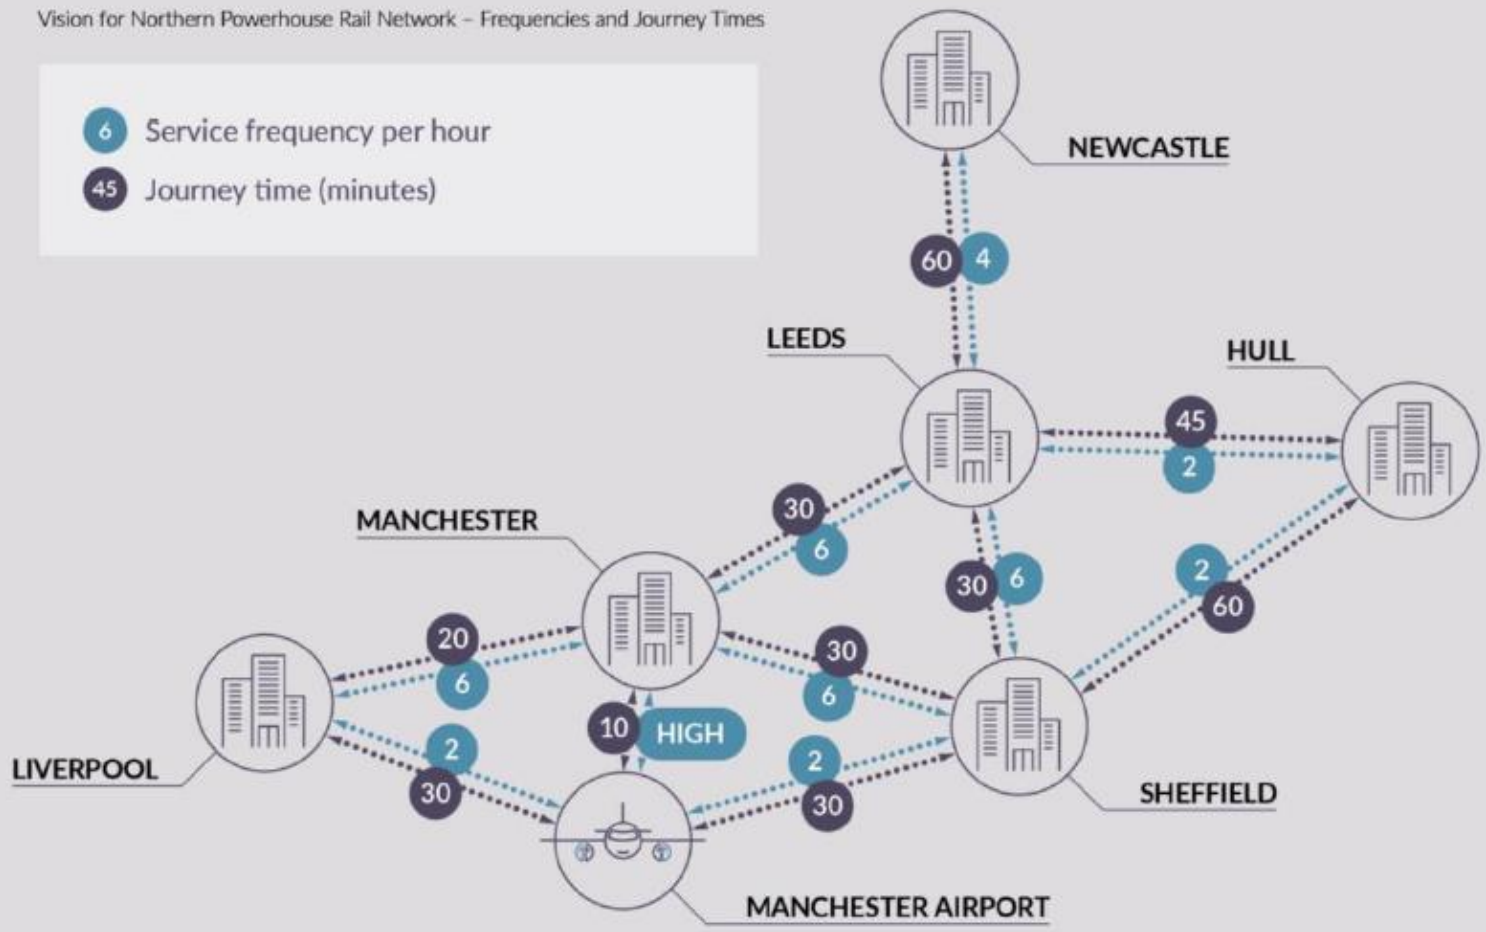 Vision for Northern Powerhouse Rail Network – Frequencies and Journey Times
6 Service frequency per hour
45 Journey time (minutes)
NEWCASTLE
60 4
LEEDS
HULL
45
2
30
6
MANCHESTER
30 6
2
60
20
6
30
6
10 HIGH
2
30
2
30
LIVERPOOL
SHEFFIELD
MANCHESTER AIRPORT